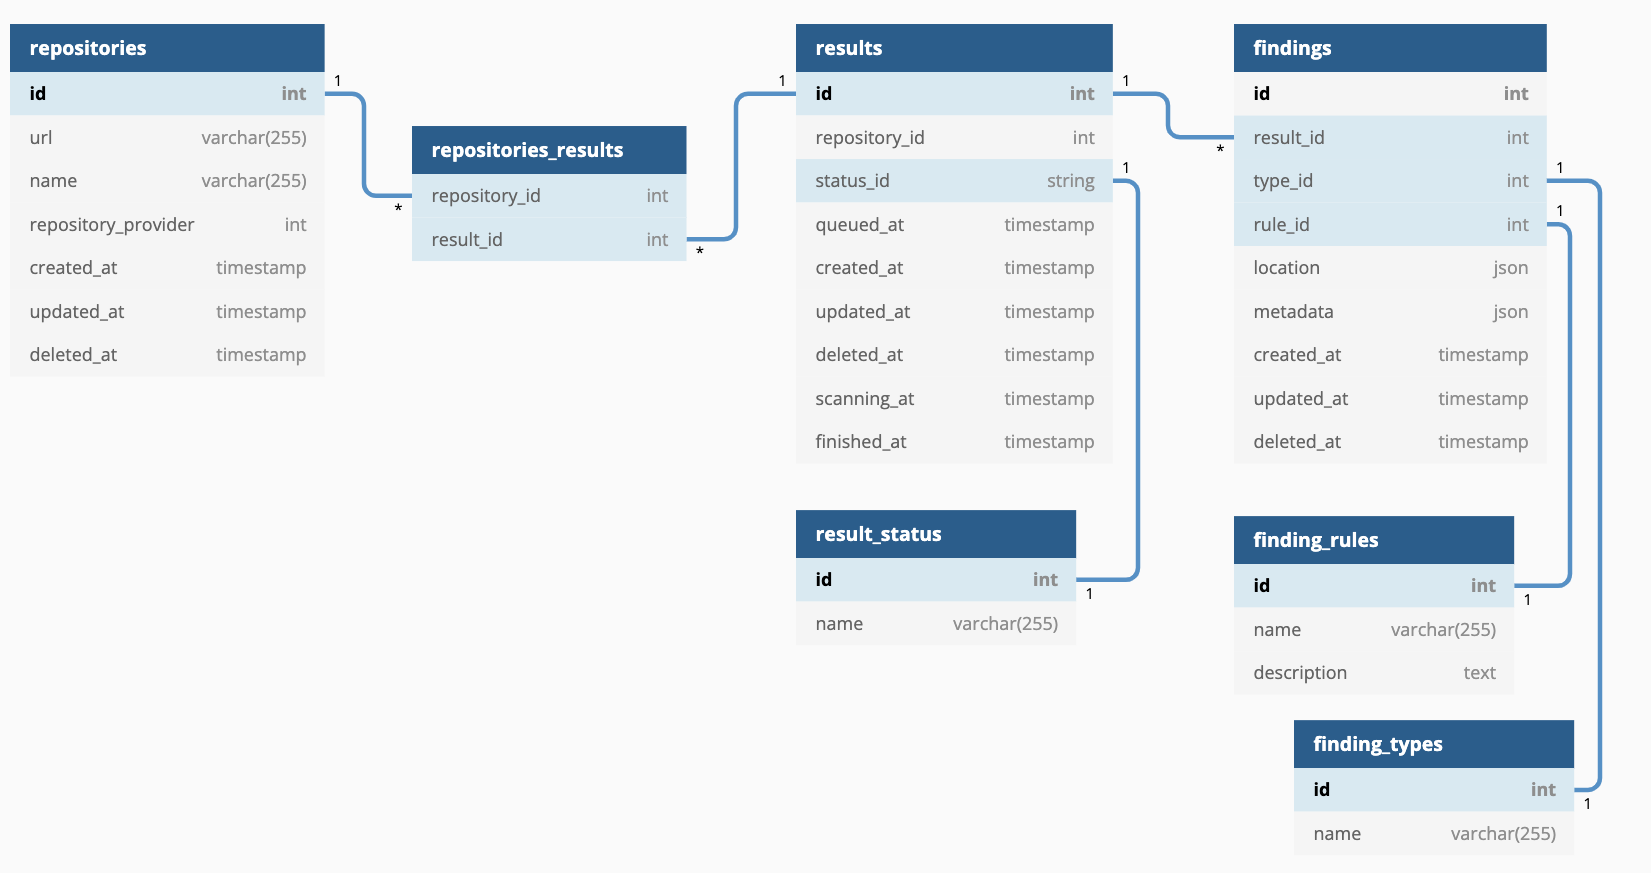 repositories
id int
url varchar(255)
name varchar(255)
repository_provider int
created_at timestamp
updated_at timestamp
deleted_at timestamp
1
*
repositories_results
repository_id int
result_id int
*
1
results
id int
repository_id int
status_id string
queued_at timestamp
created_at timestamp
updated_at timestamp
deleted_at timestamp
scanning_at timestamp
finished_at timestamp
1
*
1
result_status
id int
name varchar(255)
1
findings
id int
result_id int
type_id int
rule_id int
location json
metadata json
created_at timestamp
updated_at timestamp
deleted_at timestamp
1
1
finding_rules
id int
name varchar(255)
description text
1
finding_types
id int
name varchar(255)
1